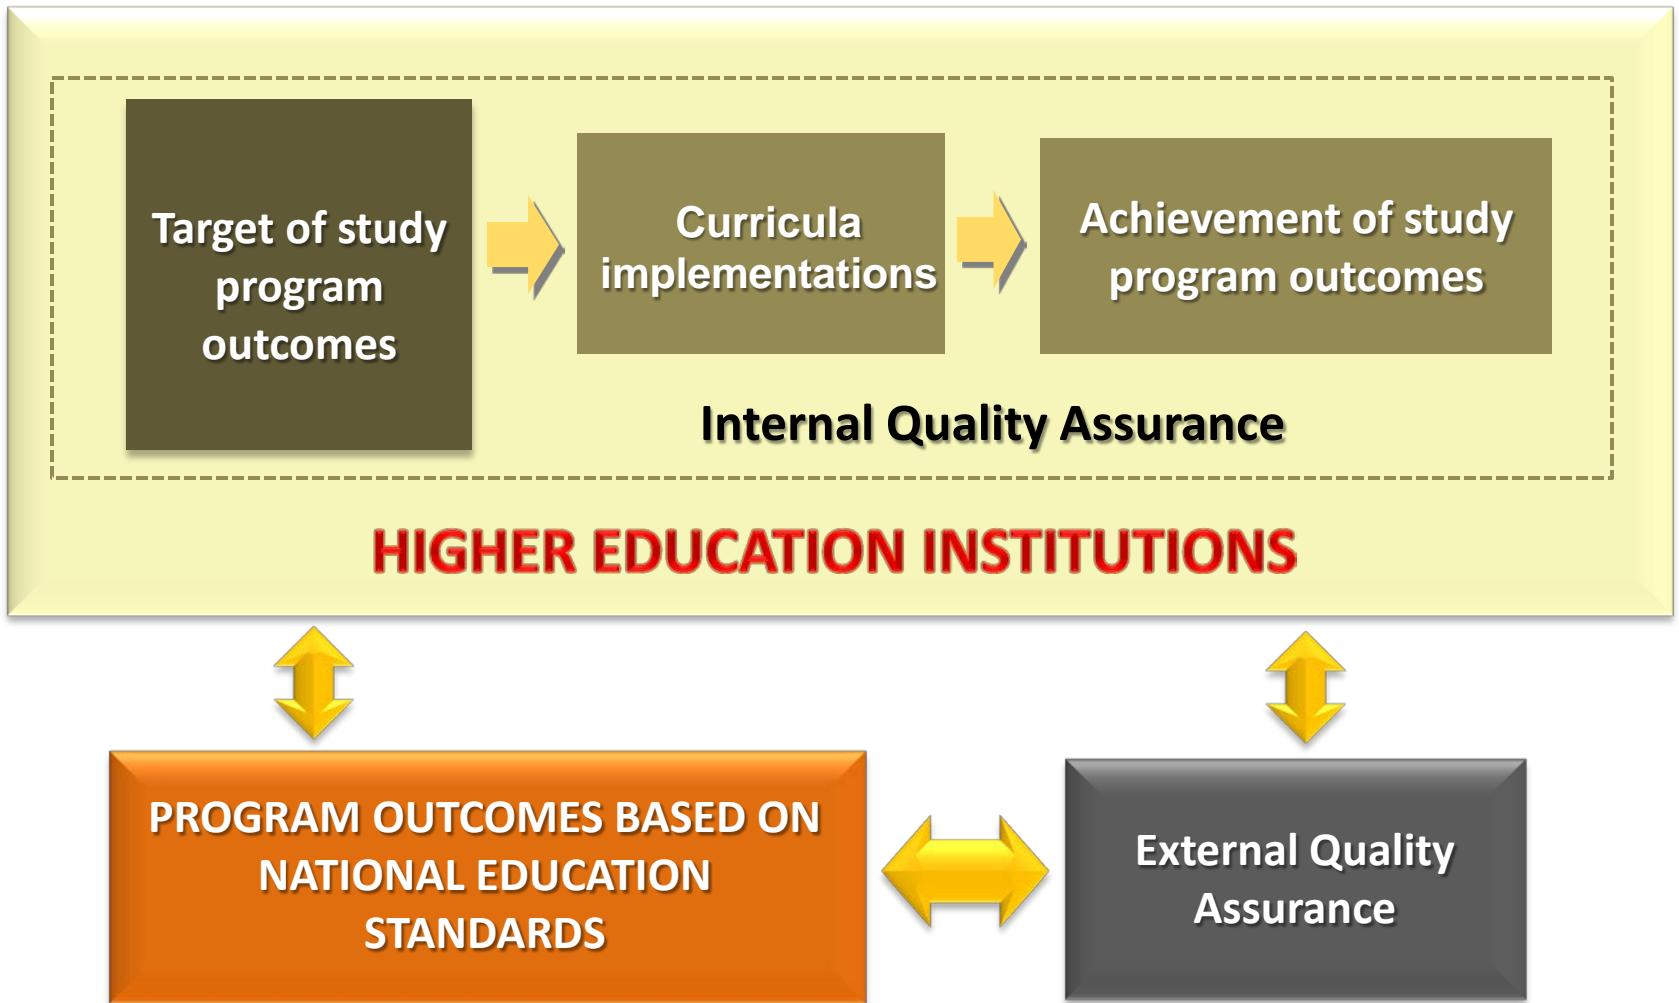 Target of study
program
outcomes
Curricula
implementations
Achievement of study
program outcomes
Internal Quality Assurance
HIGHER EDUCATION INSTITUTIONS
PROGRAM OUTCOMES BASED ON
NATIONAL EDUCATION
STANDARDS
External Quality
Assurance